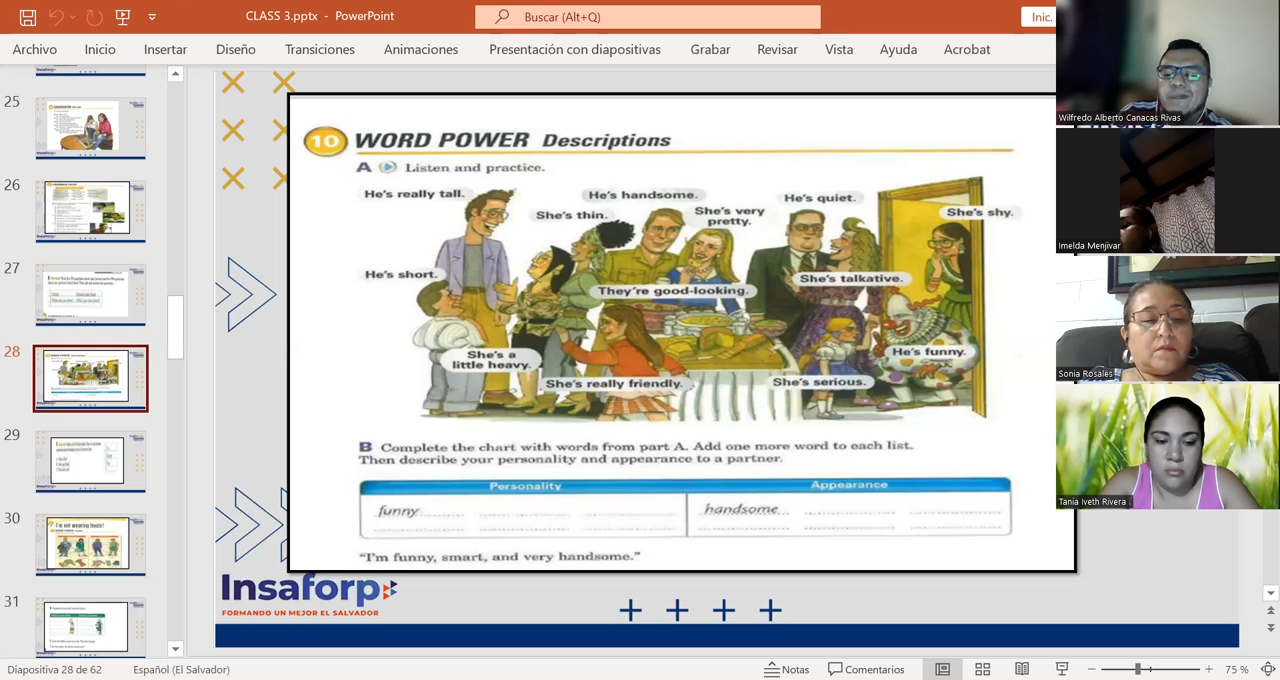 CLASS 3.pptx - PowerPoint
Buscar (Alt+Q)
Inic.
Archivo Inicio Insertar Diseño Transiciones Animaciones Presentación con diapositivas Grabar Revisar Vista Ayuda Acrobat
25
26
27
28
29
30
31
10 WORD POWER Descriptions
A Listen and practice.
He's really tall.
He's handsome.
He's quiet.
She's thin.
She's very
pretty.
She's shy.
He's short.
They're good-looking.
She's talkative.
She's a
little heavy.
He's funny.
She's really friendly.
She's serious.
B Complete the chart with words from part A. Add one more word to each list.
Then describe your personality and appearance to a partner.
Personality Appearance
funny handsome
"I'm funny, smart, and very handsome."
Insaforp
FORMANDO UN MEJOR EL SALVADOR
Wilfredo Alberto Canacas Rivas
Imelda Menjivar
Sonia Rosales
Tania Iveth Rivera
Diapositiva 28 de 62 Español (El Salvador) Notas Comentarios 75 %